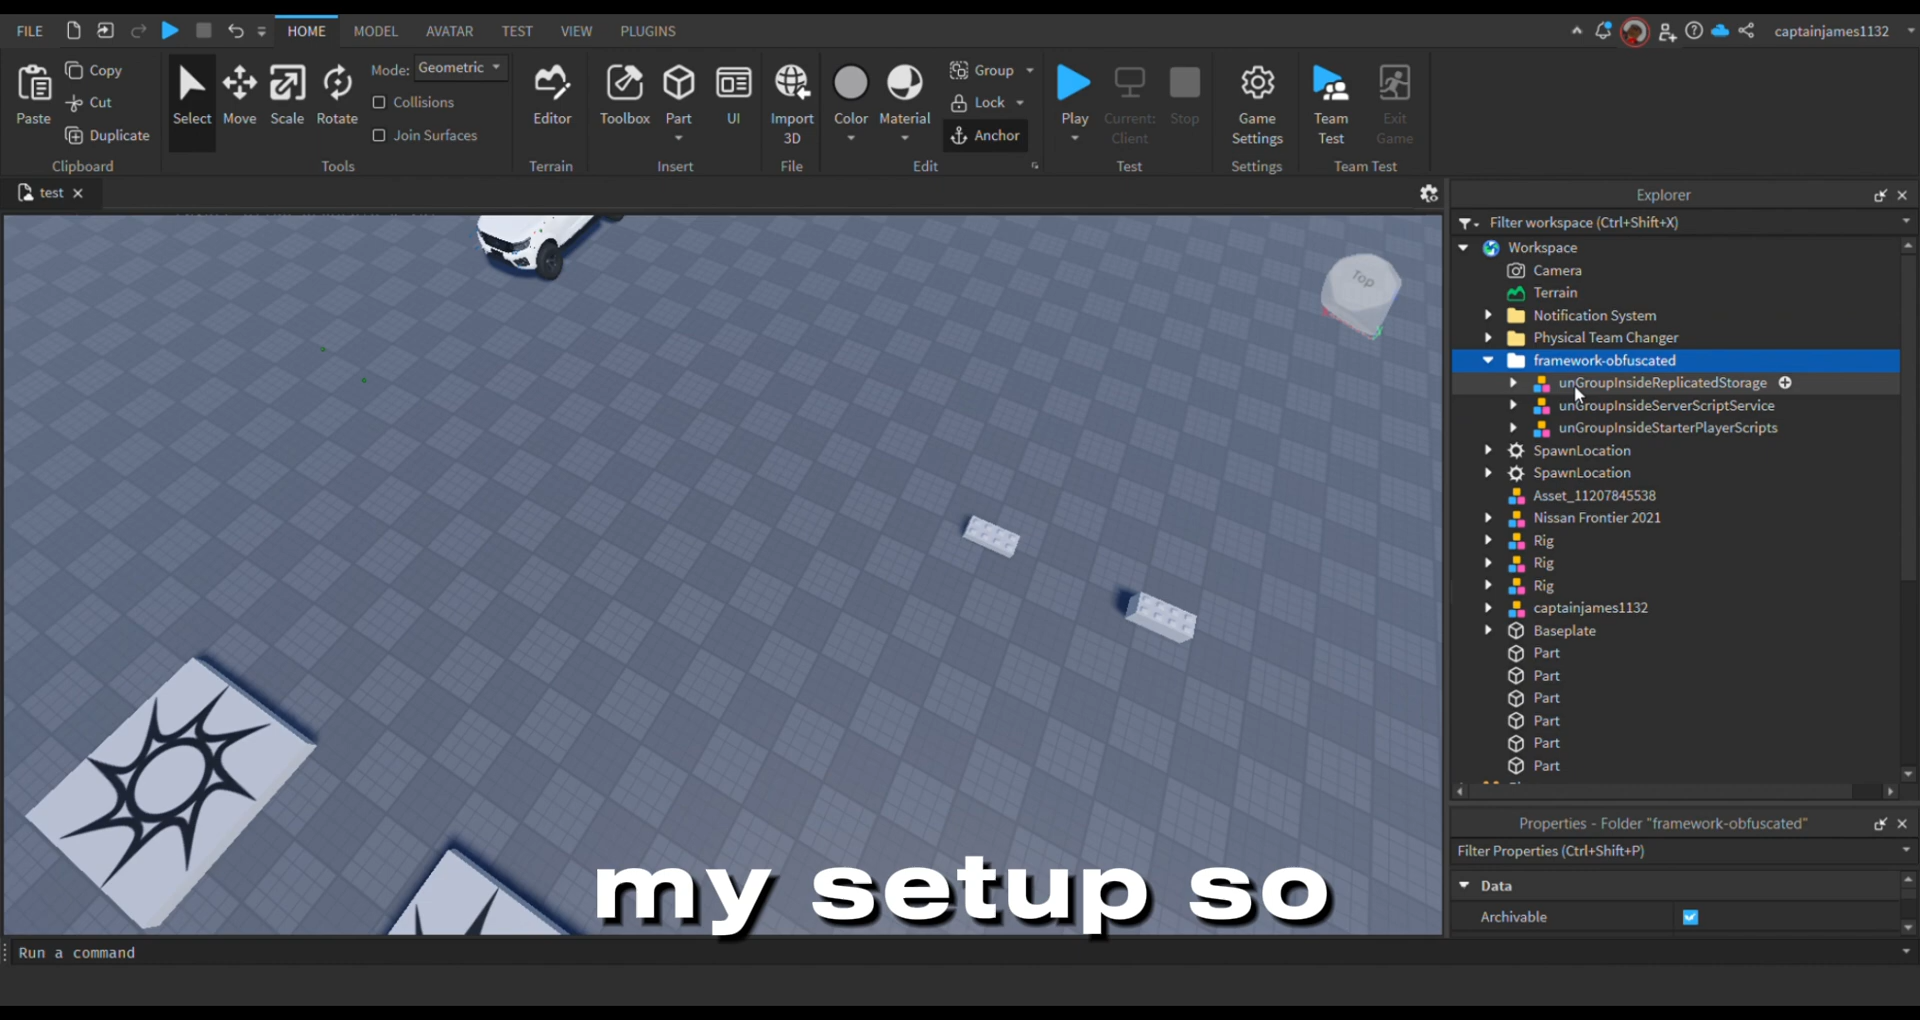 FILE HOME MODEL AVATAR TEST VIEW PLUGINS captainjames1132
Paste Copy Cut Duplicate Clipboard
Select Move Scale Rotate Mode: Geometric Collisions Join Surfaces Tools
Editor Terrain
Toolbox Part UI Insert
Import 3D File
Color Material Group Lock Anchor Edit
Play Current: Client Stop Test
Game Settings Settings
Team Test Exit Game Team Test
test
Top
my setup so
Run a command
Explorer
Filter workspace (Ctrl+Shift+X)
Workspace
Camera
Terrain
Notification System
Physical Team Changer
framework-obfuscated
unGroupInsideReplicatedStorage
unGroupInsideServerScriptService
unGroupInsideStarterPlayerScripts
SpawnLocation
SpawnLocation
Asset_11207845538
Nissan Frontier 2021
Rig
Rig
Rig
captainjames1132
Baseplate
Part
Part
Part
Part
Part
Part
Properties - Folder "framework-obfuscated"
Filter Properties (Ctrl+Shift+P)
Data
Archivable